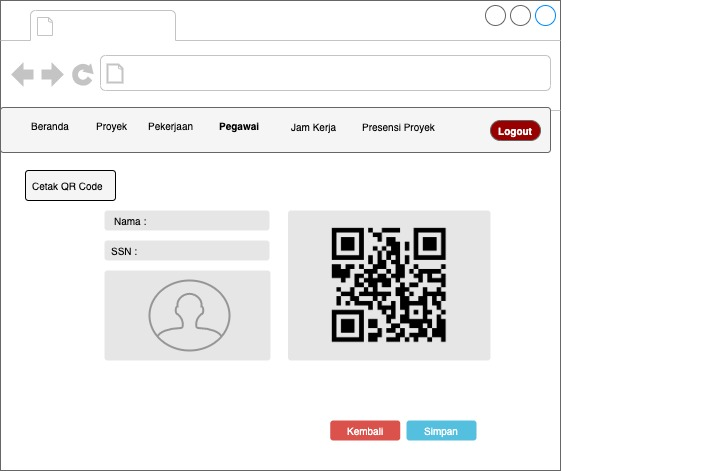 Beranda Proyek Pekerjaan Pegawai Jam Kerja Presensi Proyek Logout
Cetak QR Code
Nama :
SSN :
Kembali Simpan